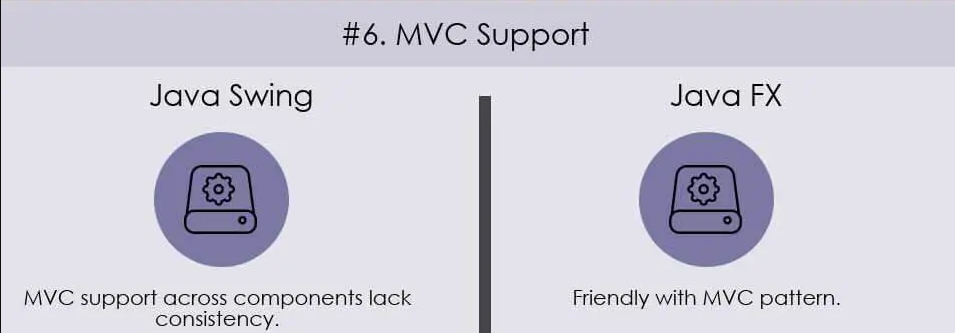 #6. MVC Support
Java Swing
Java FX
MVC support across components lack
consistency.
Friendly with MVC pattern.